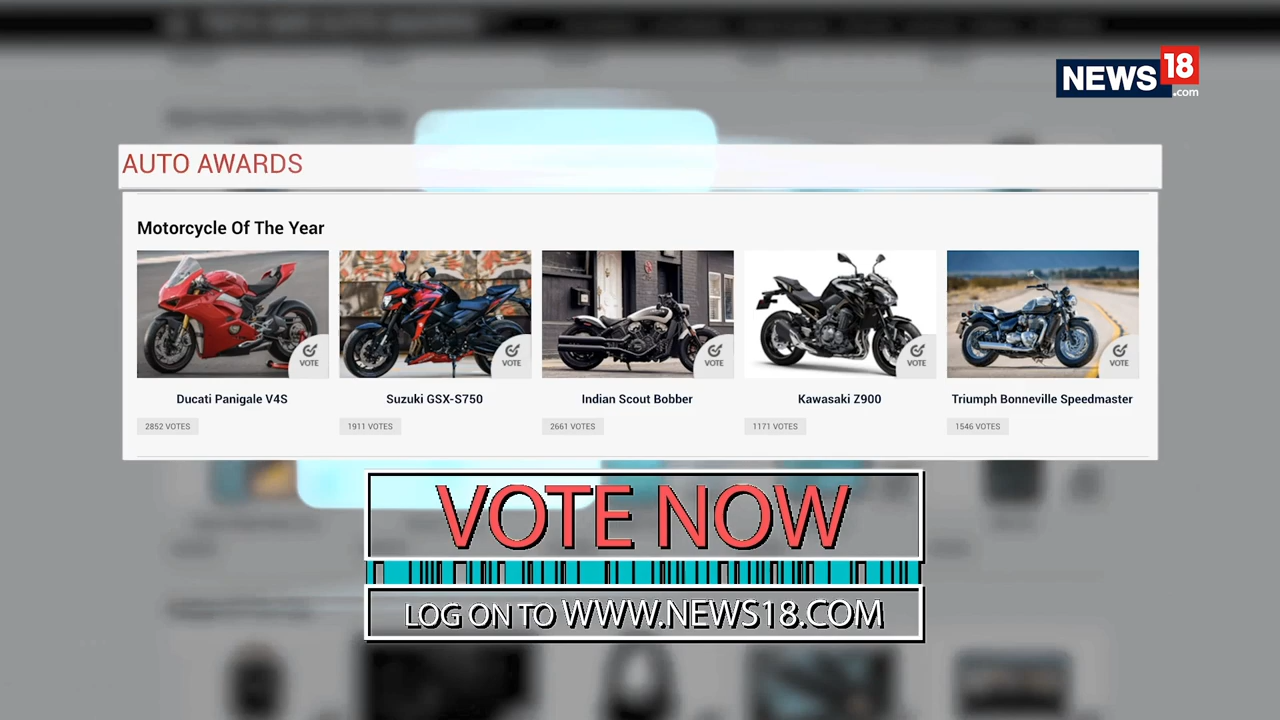 NEWS 18
.com
AUTO AWARDS
Motorcycle Of The Year
VOTE VOTE VOTE VOTE VOTE
Ducati Panigale V4S Suzuki GSX-S750 Indian Scout Bobber Kawasaki Z900 Triumph Bonneville Speedmaster
2852 VOTES 1911 VOTES 2661 VOTES 1171 VOTES 1546 VOTES
VOTE NOW
LOG ON TO WWW.NEWS18.COM